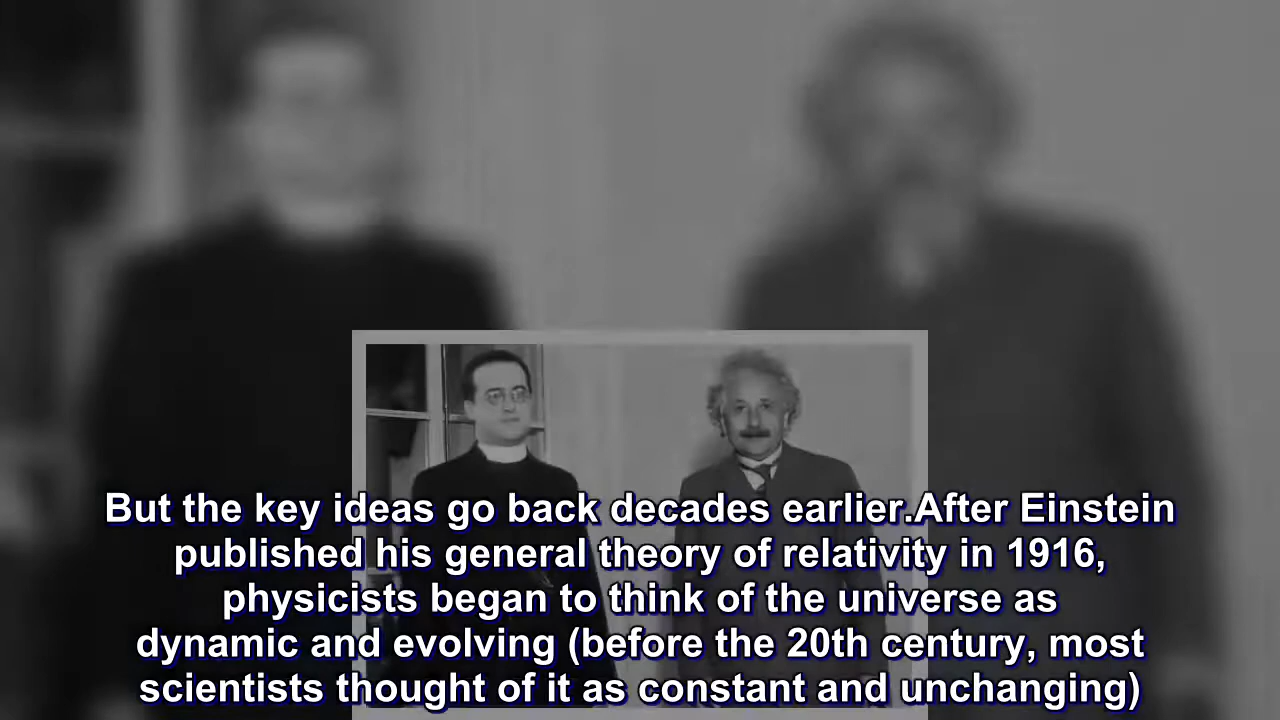 But the key ideas go back decades earlier.After Einstein
published his general theory of relativity in 1916,
physicists began to think of the universe as
dynamic and evolving (before the 20th century, most
scientists thought of it as constant and unchanging)